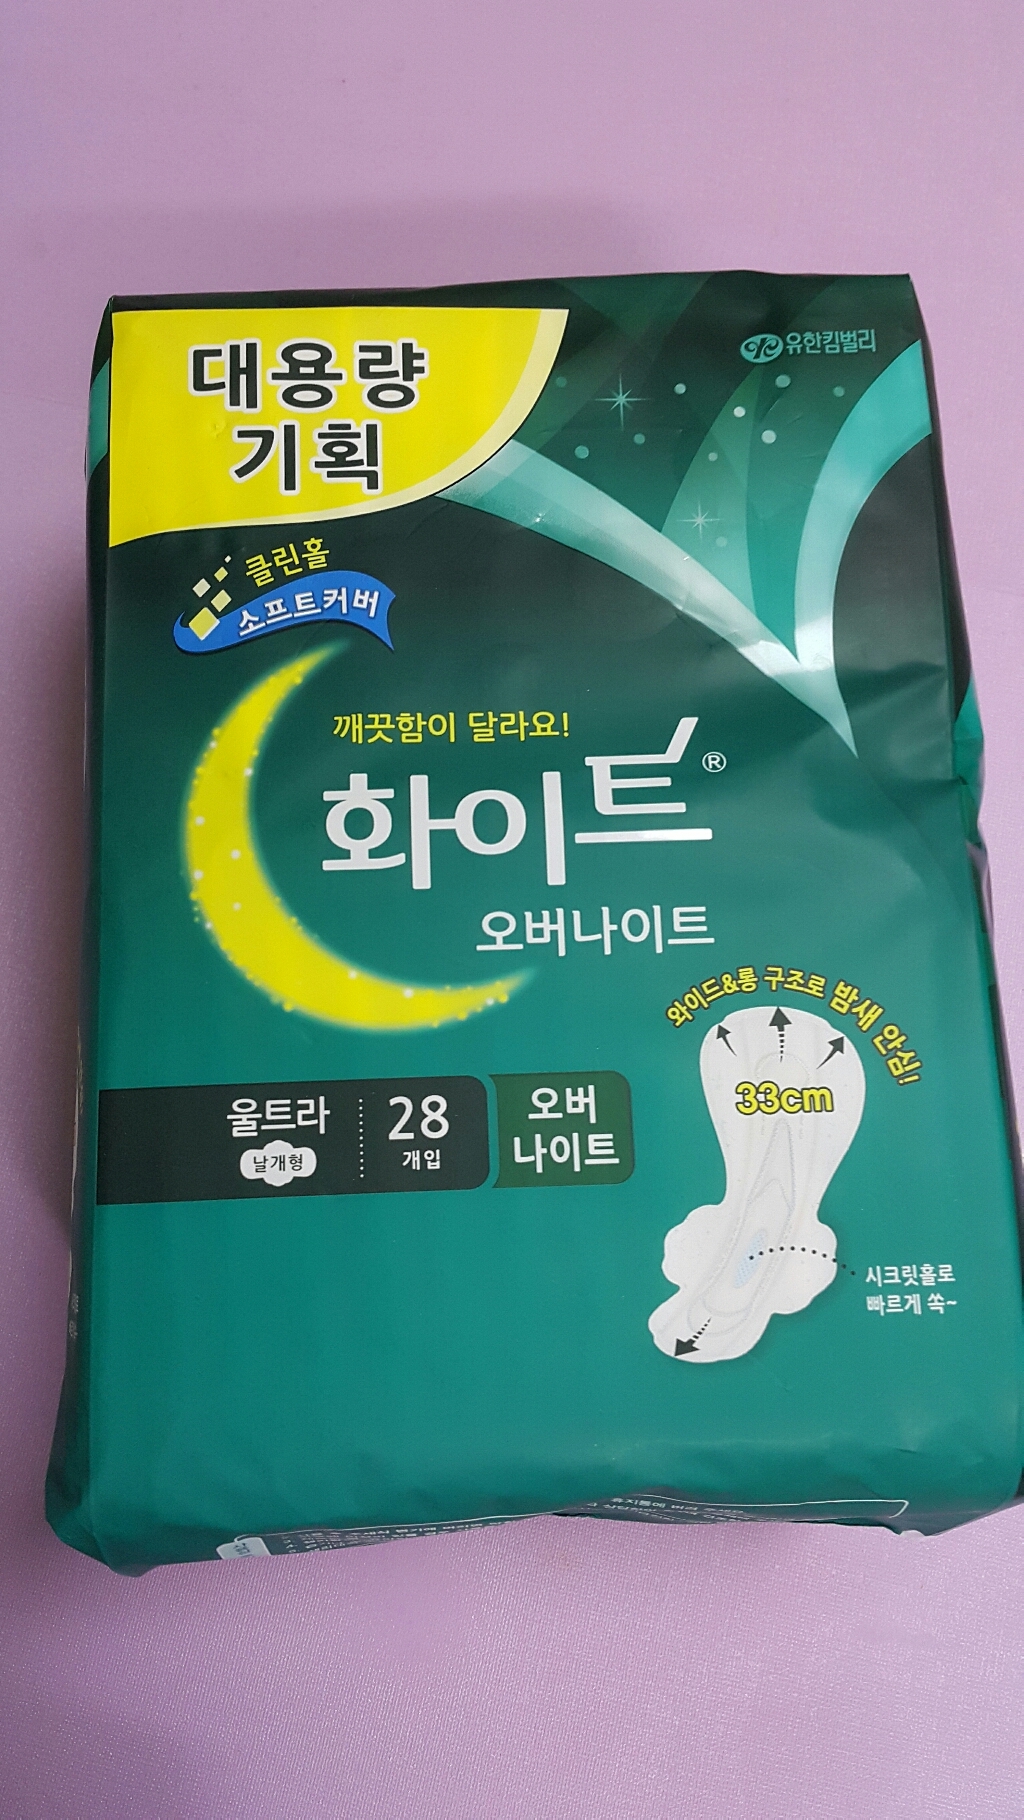 대용량
기획
유한킴벌리
클린홀
소프트커버
깨끗함이 달라요!
화이트®
오버나이트
와이드&롱 구조로 밤새 안심!
33cm
울트라
날개형
28
개입
오버
나이트
시크릿홀로
빠르게 쏙~